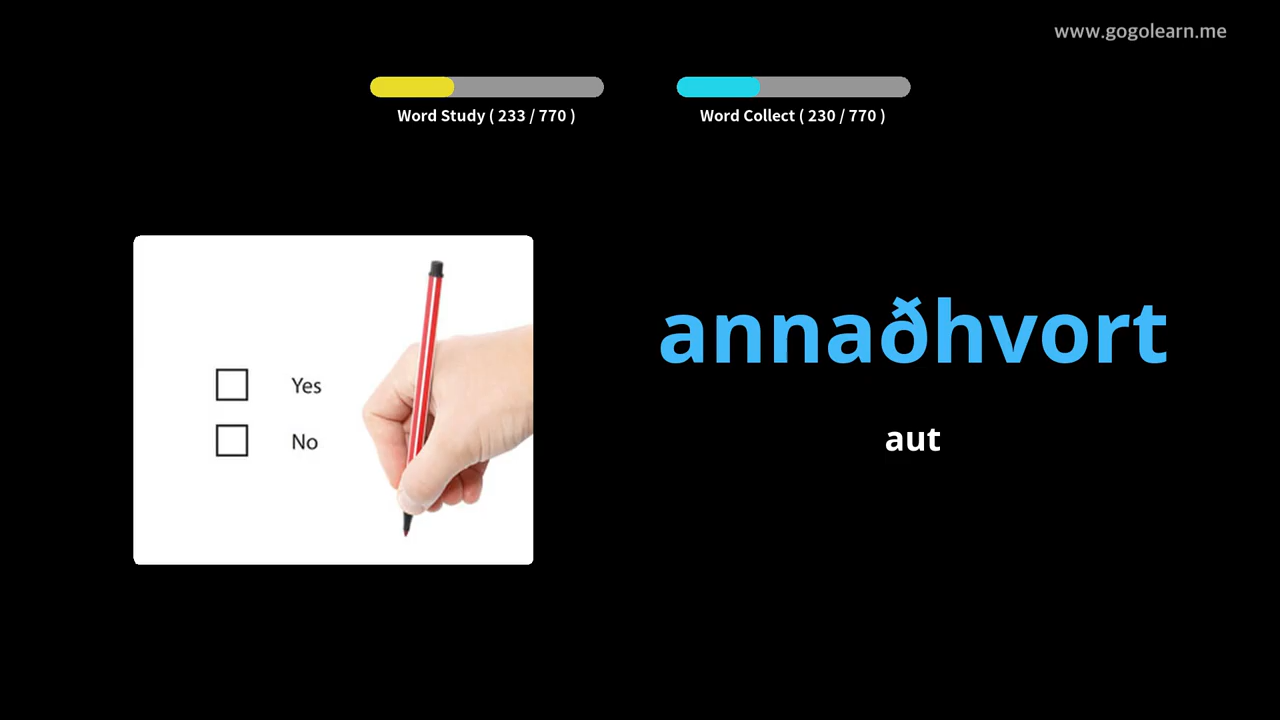 www.gogolearn.me
Word Study ( 233 / 770 )
Word Collect ( 230 / 770 )
Yes
No
annaðhvort
aut